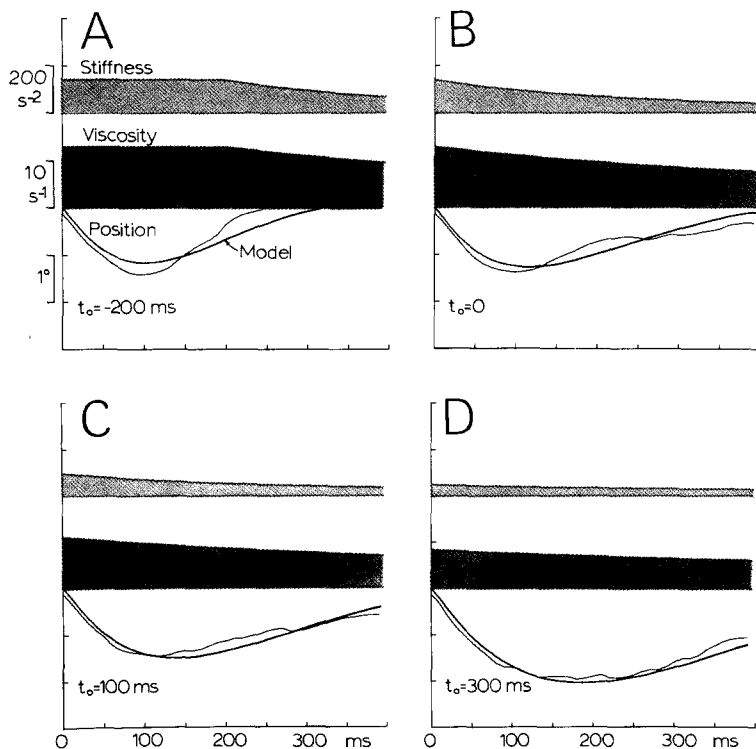 A
B
Stiffness
200
s-2
Viscosity
10
s-1
Position
Model
1°
tₒ=-200 ms
tₒ=0
C
D
tₒ=100 ms
tₒ=300 ms
0 100 200 300 ms
0 100 200 300 ms